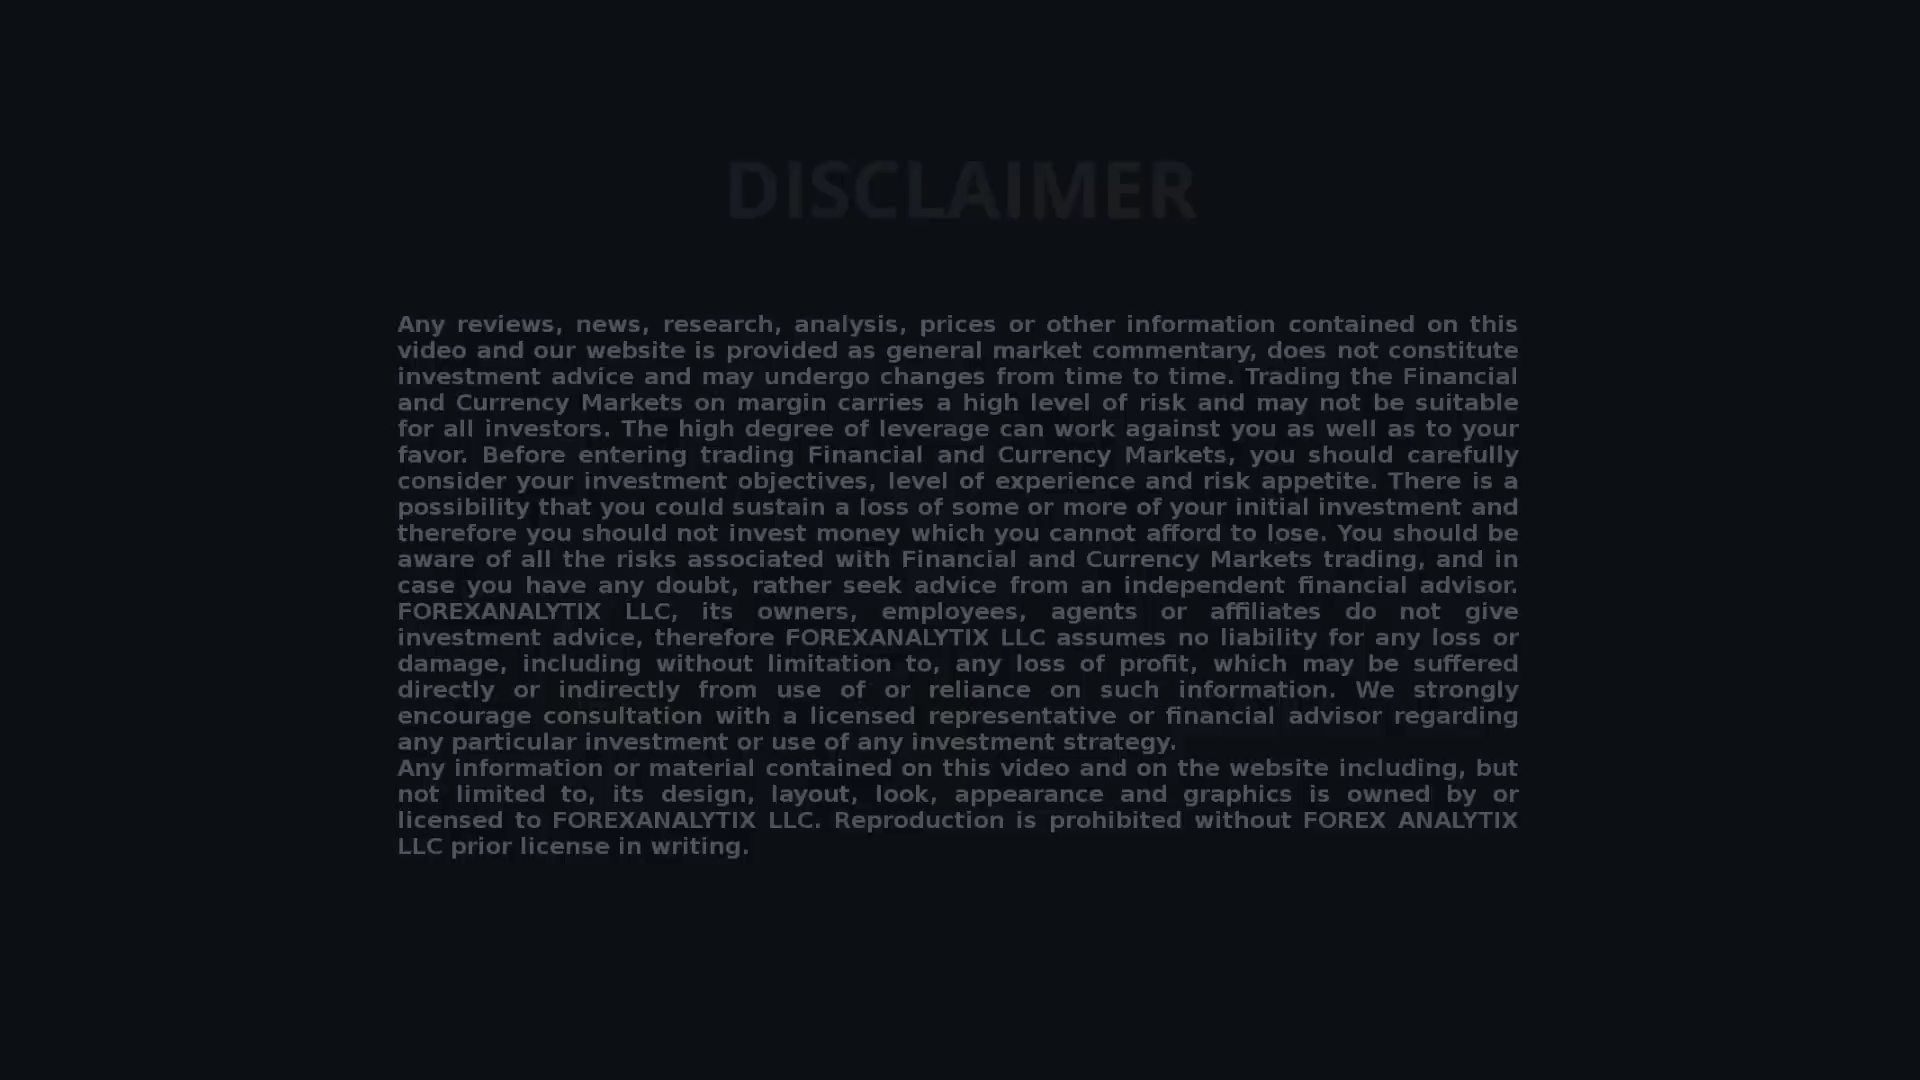 DISCLAIMER
Any reviews, news, research, analysis, prices or other information contained on this
video and our website is provided as general market commentary, does not constitute
investment advice and may undergo changes from time to time. Trading the Financial
and Currency Markets on margin carries a high level of risk and may not be suitable
for all investors. The high degree of leverage can work against you as well as to your
favor. Before entering trading Financial and Currency Markets, you should carefully
consider your investment objectives, level of experience and risk appetite. There is a
possibility that you could sustain a loss of some or more of your initial investment and
therefore you should not invest money which you cannot afford to lose. You should be
aware of all the risks associated with Financial and Currency Markets trading, and in
case you have any doubt, rather seek advice from an independent financial advisor.
FOREXANALYTIX LLC, its owners, employees, agents or affiliates do not give
investment advice, therefore FOREXANALYTIX LLC assumes no liability for any loss or
damage, including without limitation to, any loss of profit, which may be suffered
directly or indirectly from use of or reliance on such information. We strongly
encourage consultation with a licensed representative or financial advisor regarding
any particular investment or use of any investment strategy.
Any information or material contained on this video and on the website including, but
not limited to, its design, layout, look, appearance and graphics is owned by or
licensed to FOREXANALYTIX LLC. Reproduction is prohibited without FOREX ANALYTIX
LLC prior license in writing.